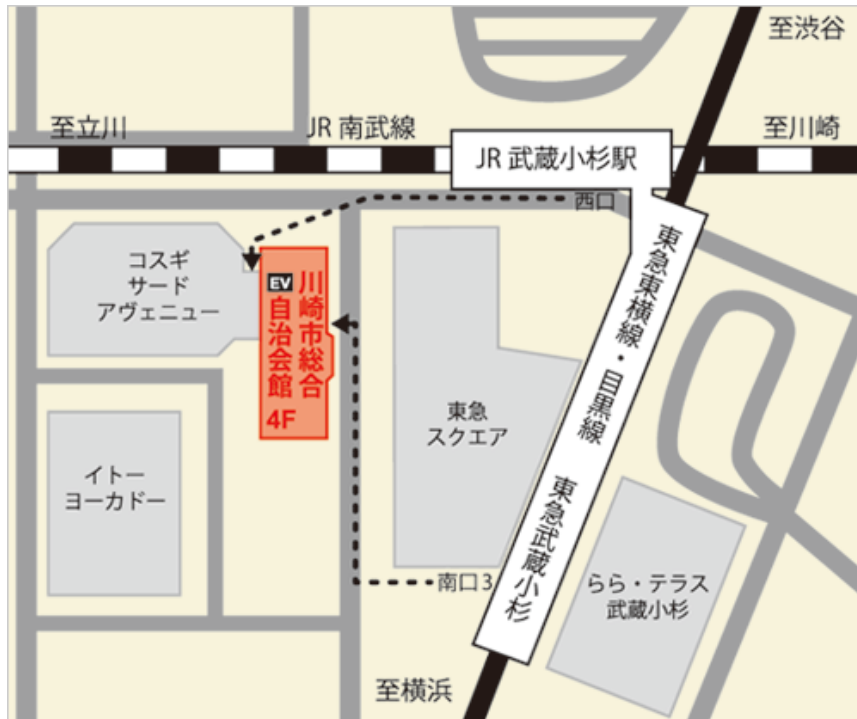 至渋谷
至立川
JR 南武線
至川崎
JR 武蔵小杉駅
西口
コスギ
サード
アヴェニュー
EV
川崎市総合
自治会館
4F
東急東横線・目黒線
東急武蔵小杉
東急
スクエア
イトー
ヨーカドー
南口3
らら・テラス
武蔵小杉
至横浜